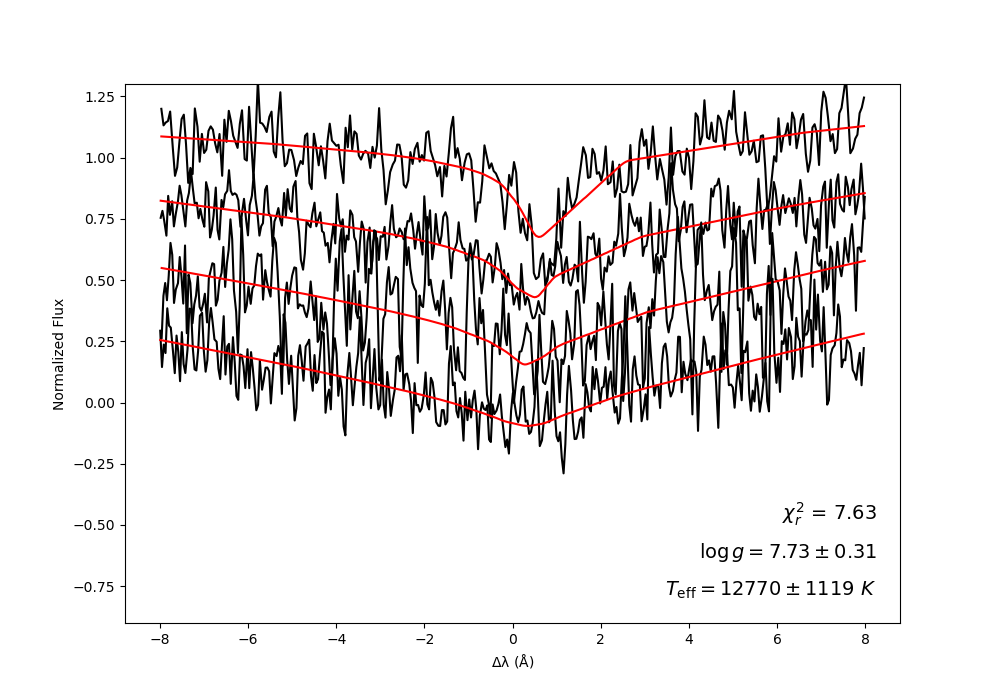 1.25
1.00
0.75
0.50
0.25
0.00
−0.25
−0.50
−0.75
Normalized Flux
χ²ᵣ = 7.63
log g = 7.73 ± 0.31
T_eff = 12770 ± 1119 K
−8 −6 −4 −2 0 2 4 6 8
Δλ (Å)